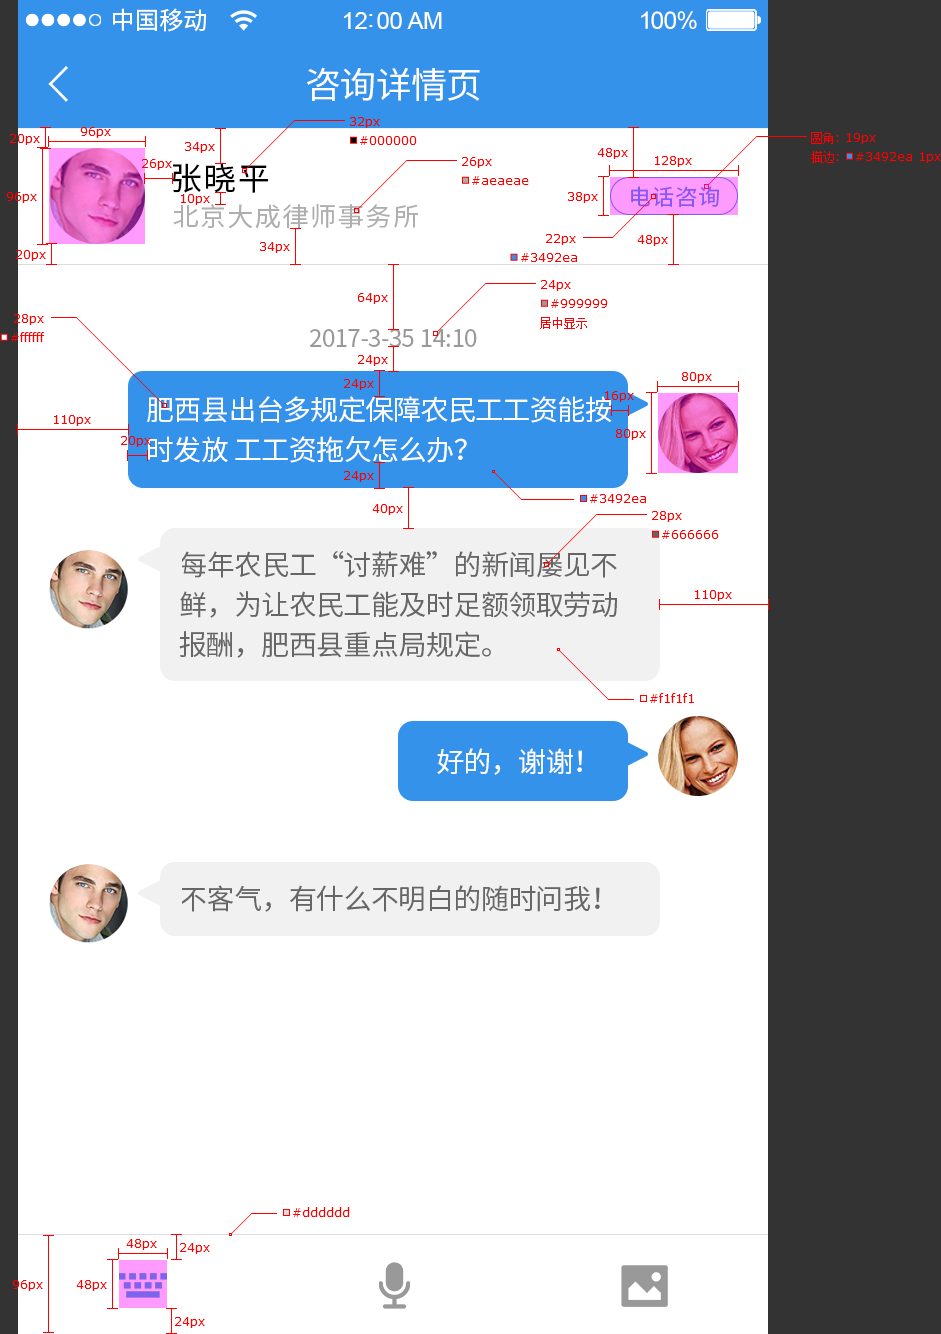 中国移动 12:00 AM 100%
咨询详情页
20px
96px
34px
32px
#000000
48px
圆角：19px
描边： #3492ea 1px
96px
26px
张晓平
26px
#aeaeae
128px
38px
电话咨询
10px
北京大成律师事务所
22px
48px
20px
34px
#3492ea
64px
24px
#999999
居中显示
28px
#ffffff
2017-3-35 14:10
24px
24px
80px
16px
110px
20px
肥西县出台多规定保障农民工工资能按
时发放 工工资拖欠怎么办？
80px
24px
#3492ea
40px
28px
#666666
每年农民工“讨薪难”的新闻屡见不
鲜，为让农民工能及时足额领取劳动
报酬，肥西县重点局规定。
110px
#f1f1f1
好的，谢谢！
不客气，有什么不明白的随时问我！
#dddddd
48px
24px
96px
48px
24px